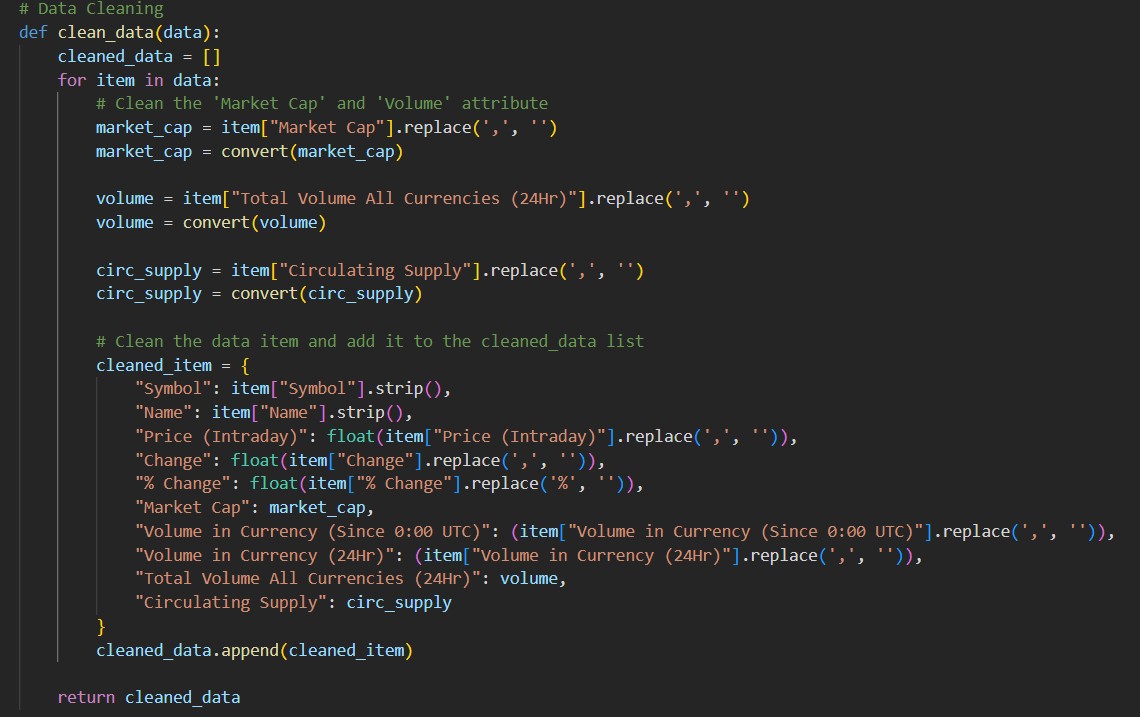 # Data Cleaning
def clean_data(data):
    cleaned_data = []
    for item in data:
        # Clean the 'Market Cap' and 'Volume' attribute
        market_cap = item["Market Cap"].replace(',', '')
        market_cap = convert(market_cap)

        volume = item["Total Volume All Currencies (24Hr)"].replace(',', '')
        volume = convert(volume)

        circ_supply = item["Circulating Supply"].replace(',', '')
        circ_supply = convert(circ_supply)

        # Clean the data item and add it to the cleaned_data list
        cleaned_item = {
            "Symbol": item["Symbol"].strip(),
            "Name": item["Name"].strip(),
            "Price (Intraday)": float(item["Price (Intraday)"].replace(',', '')),
            "Change": float(item["Change"].replace(',', '')),
            "% Change": float(item["% Change"].replace('%', '')),
            "Market Cap": market_cap,
            "Volume in Currency (Since 0:00 UTC)": (item["Volume in Currency (Since 0:00 UTC)"].replace(',', '')),
            "Volume in Currency (24Hr)": (item["Volume in Currency (24Hr)"].replace(',', '')),
            "Total Volume All Currencies (24Hr)": volume,
            "Circulating Supply": circ_supply
        }
        cleaned_data.append(cleaned_item)

    return cleaned_data